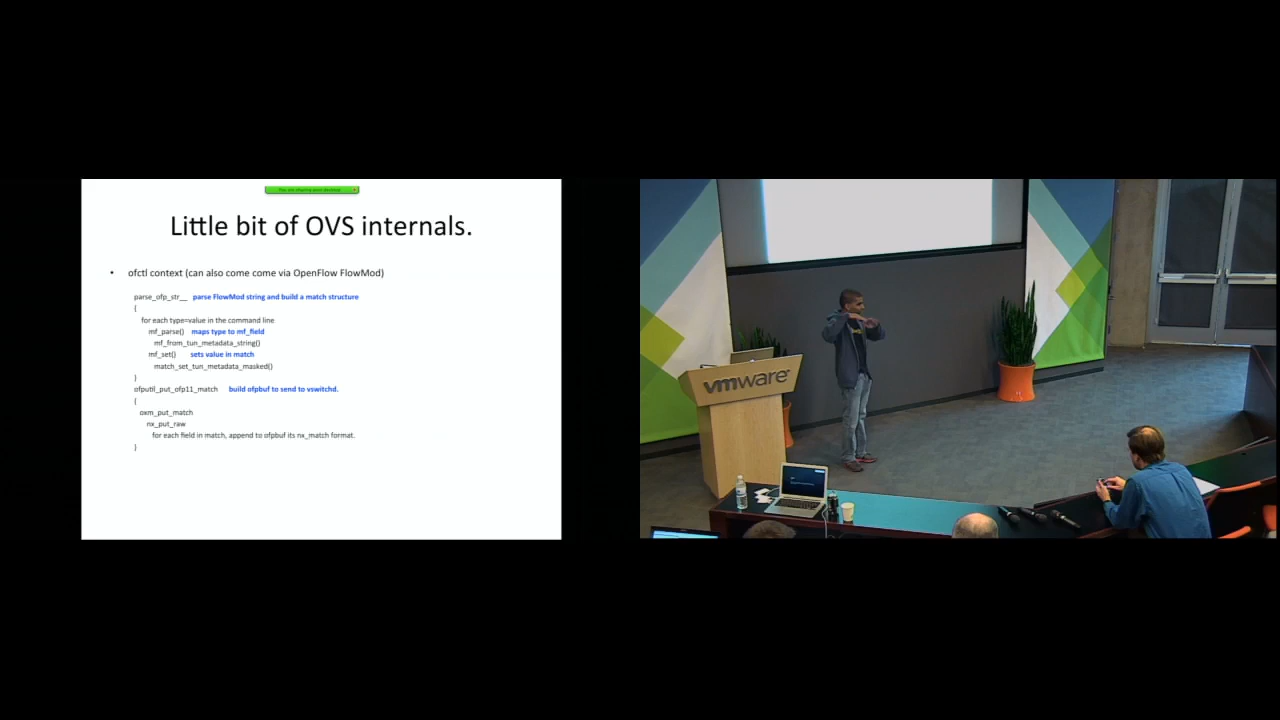 Little bit of OVS internals.
• ofctl context (can also come come via OpenFlow FlowMod)
parse_ofp_str__ parse FlowMod string and build a match structure
{
for each type=value in the command line
mf_parse() maps type to mf_field
mf_from_tun_metadata_string()
mf_set() sets value in match
match_set_tun_metadata_masked()
}
ofputil_put_ofp11_match build ofpbuf to send to vswitchd.
{
oxm_put_match
nx_put_raw
for each field in match, append to ofpbuf its nx_match format.
}
vmware